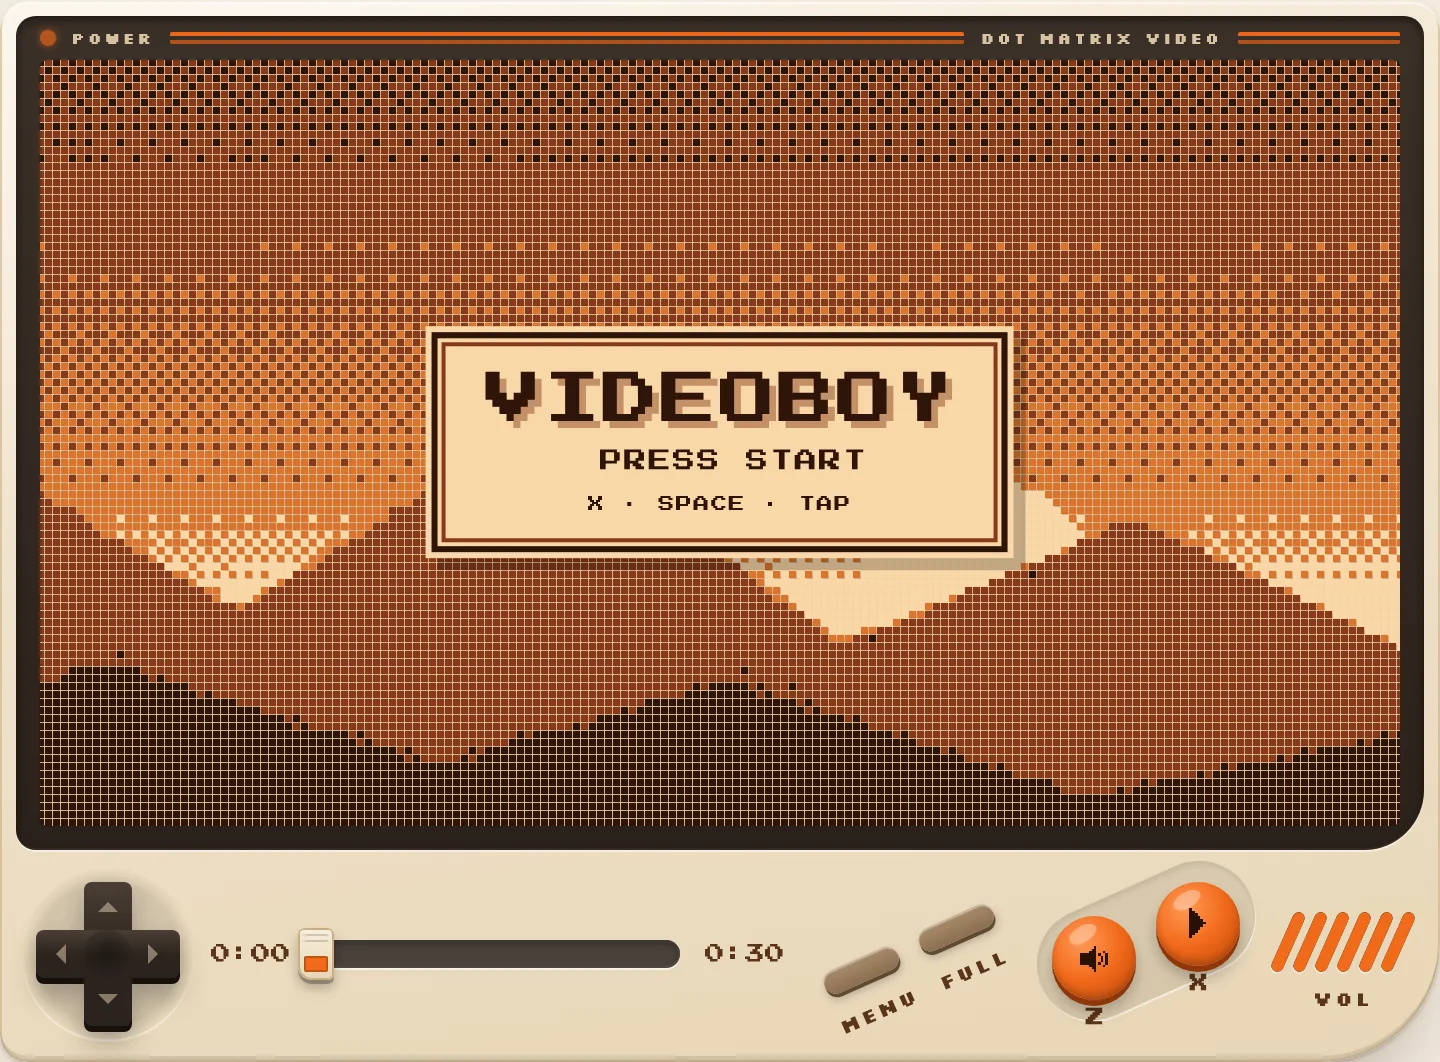 POWER
DOT MATRIX VIDEO
VIDEOBOY
PRESS START
X · SPACE · TAP
0:00
0:30
MENU
FULL
Z
X
VOL